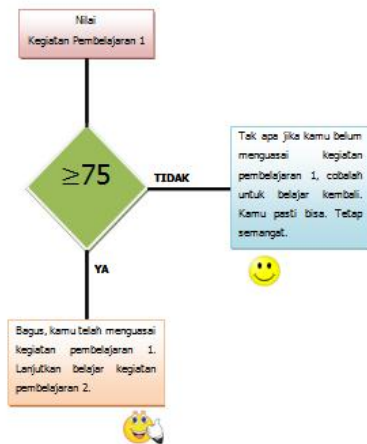 Nilai
Kegiatan Pembelajaran 1
≥75
TIDAK
Tak apa jika kamu belum
menguasai kegiatan
pembelajaran 1, cobalah
untuk belajar kembali.
Kamu pasti bisa. Tetap
semangat.
YA
Bagus, kamu telah menguasai
kegiatan pembelajaran 1.
Lanjutkan belajar kegiatan
pembelajaran 2.